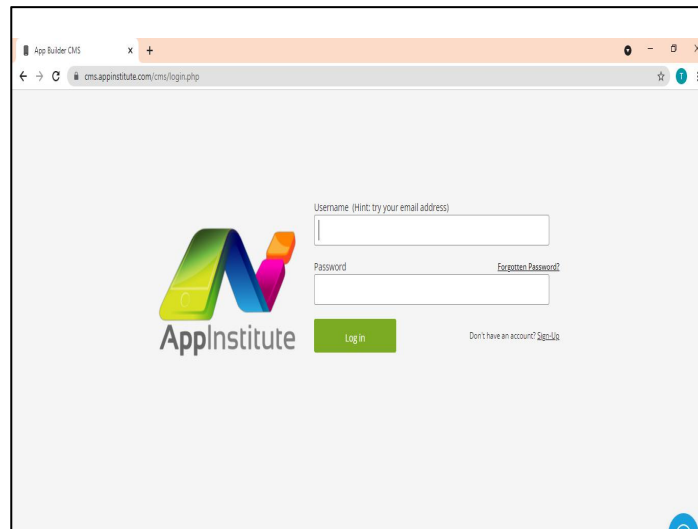 App Builder CMS
cms.appinstitute.com/cms/login.php
T
Username (Hint: try your email address)
Password
Forgotten Password?
AppInstitute
Log in
Don't have an account? Sign-Up